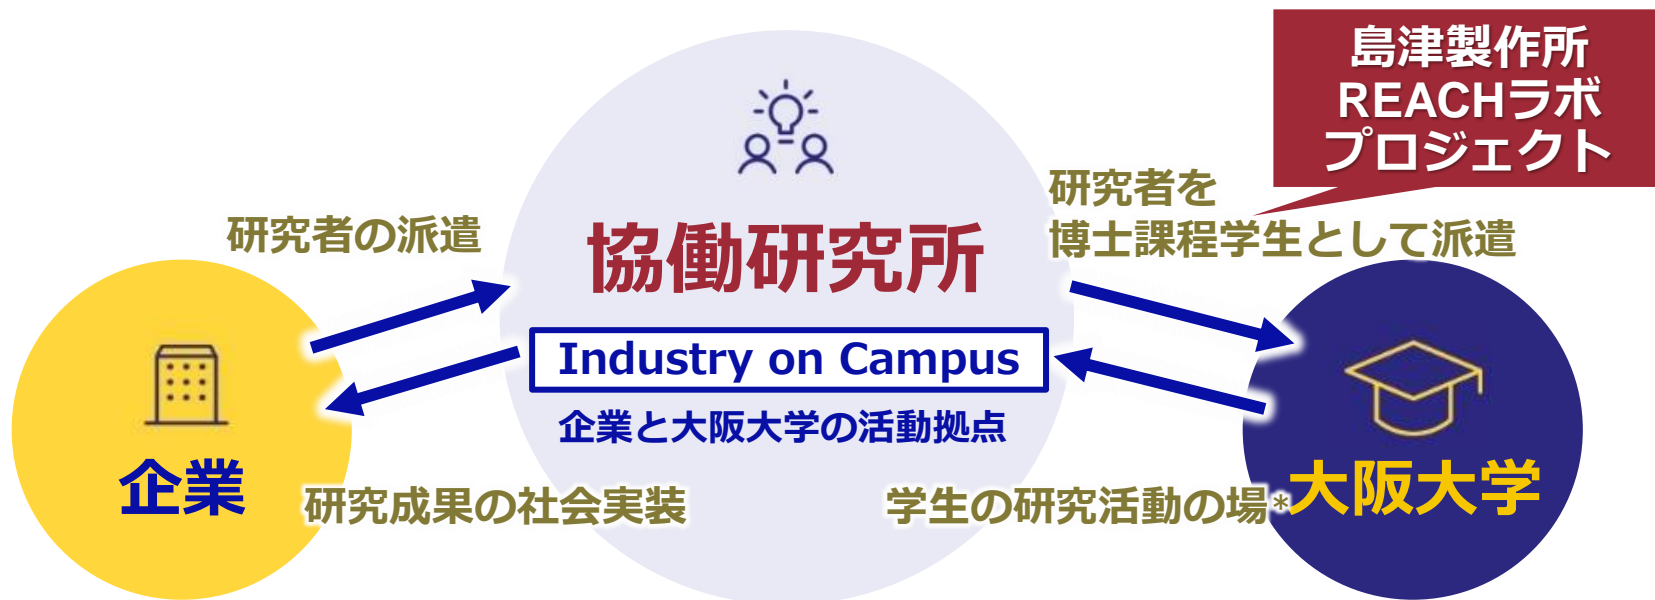 島津製作所
REACHラボ
プロジェクト
研究者を
博士課程学生として派遣
研究者の派遣
協働研究所
Industry on Campus
企業と大阪大学の活動拠点
企業
研究成果の社会実装
学生の研究活動の場*
大阪大学